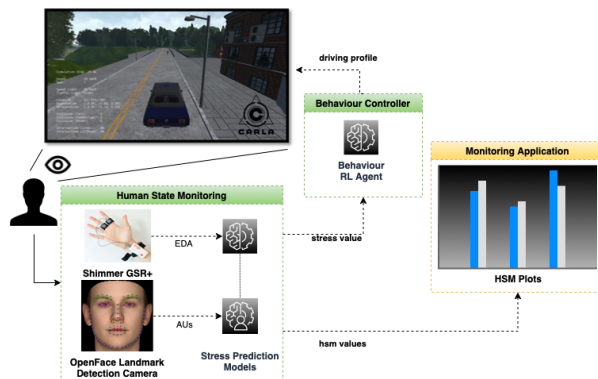 driving profile
CARLA
Behaviour Controller
Behaviour
RL Agent
Monitoring Application
HSM Plots
Human State Monitoring
EDA
stress value
Shimmer GSR+
AUs
OpenFace Landmark
Detection Camera
Stress Prediction
Models
hsm values